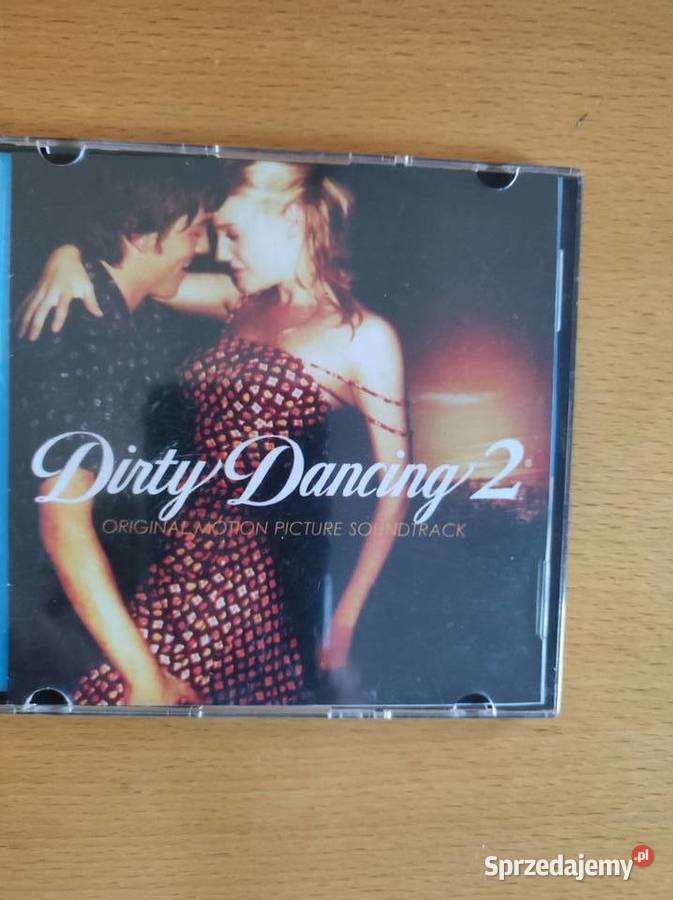 Dirty Dancing 2
ORIGINAL MOTION PICTURE SOUNDTRACK
Sprzedajemy.pl